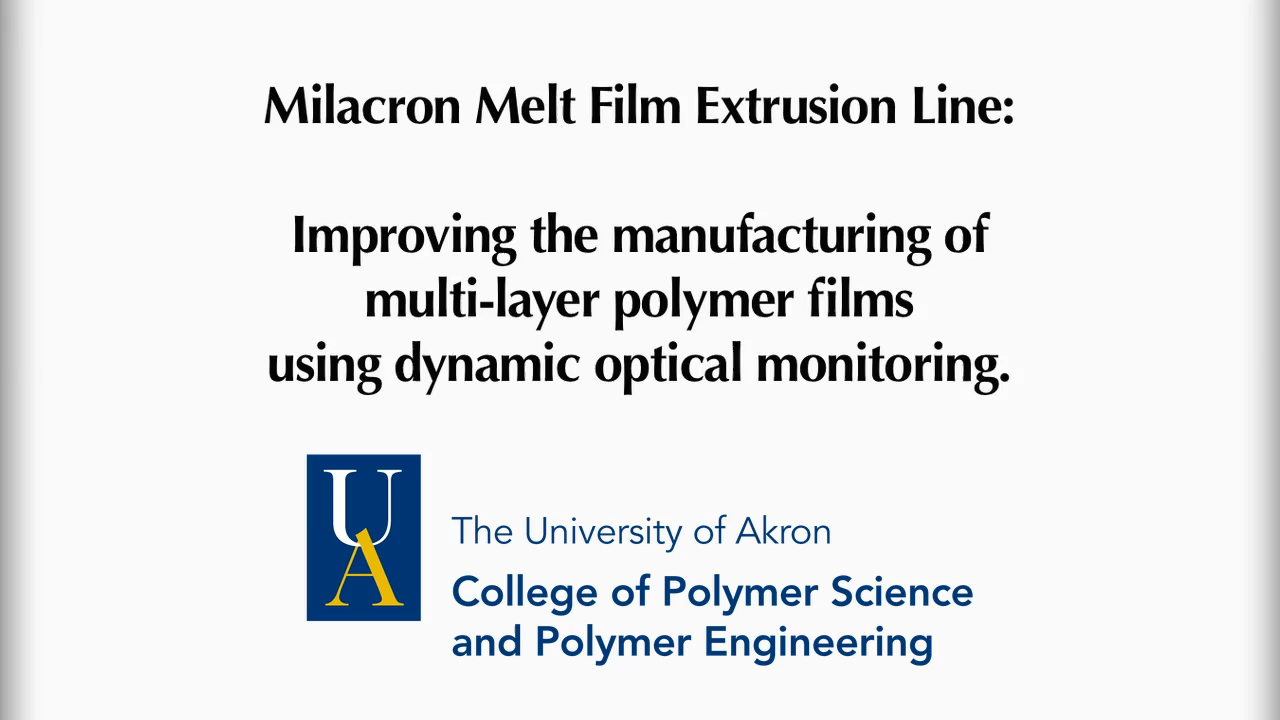 Milacron Melt Film Extrusion Line:
Improving the manufacturing of
multi-layer polymer films
using dynamic optical monitoring.
UA
The University of Akron
College of Polymer Science
and Polymer Engineering